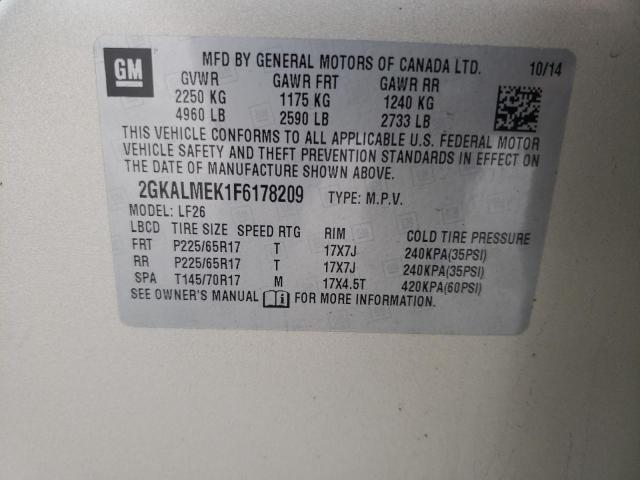 GM
MFD BY GENERAL MOTORS OF CANADA LTD. 10/14
GVWR GAWR FRT GAWR RR
2250 KG 1175 KG 1240 KG
4960 LB 2590 LB 2733 LB
THIS VEHICLE CONFORMS TO ALL APPLICABLE U.S. FEDERAL MOTOR
VEHICLE SAFETY AND THEFT PREVENTION STANDARDS IN EFFECT ON
THE DATE OF MANUFACTURE SHOWN ABOVE.
2GKALMEK1F6178209 TYPE: M.P.V.
MODEL: LF26
LBCD TIRE SIZE SPEED RTG RIM COLD TIRE PRESSURE
FRT P225/65R17 T 17X7J 240KPA(35PSI)
RR P225/65R17 T 17X7J 240KPA(35PSI)
SPA T145/70R17 M 17X4.5T 420KPA(60PSI)
SEE OWNER'S MANUAL i FOR MORE INFORMATION.